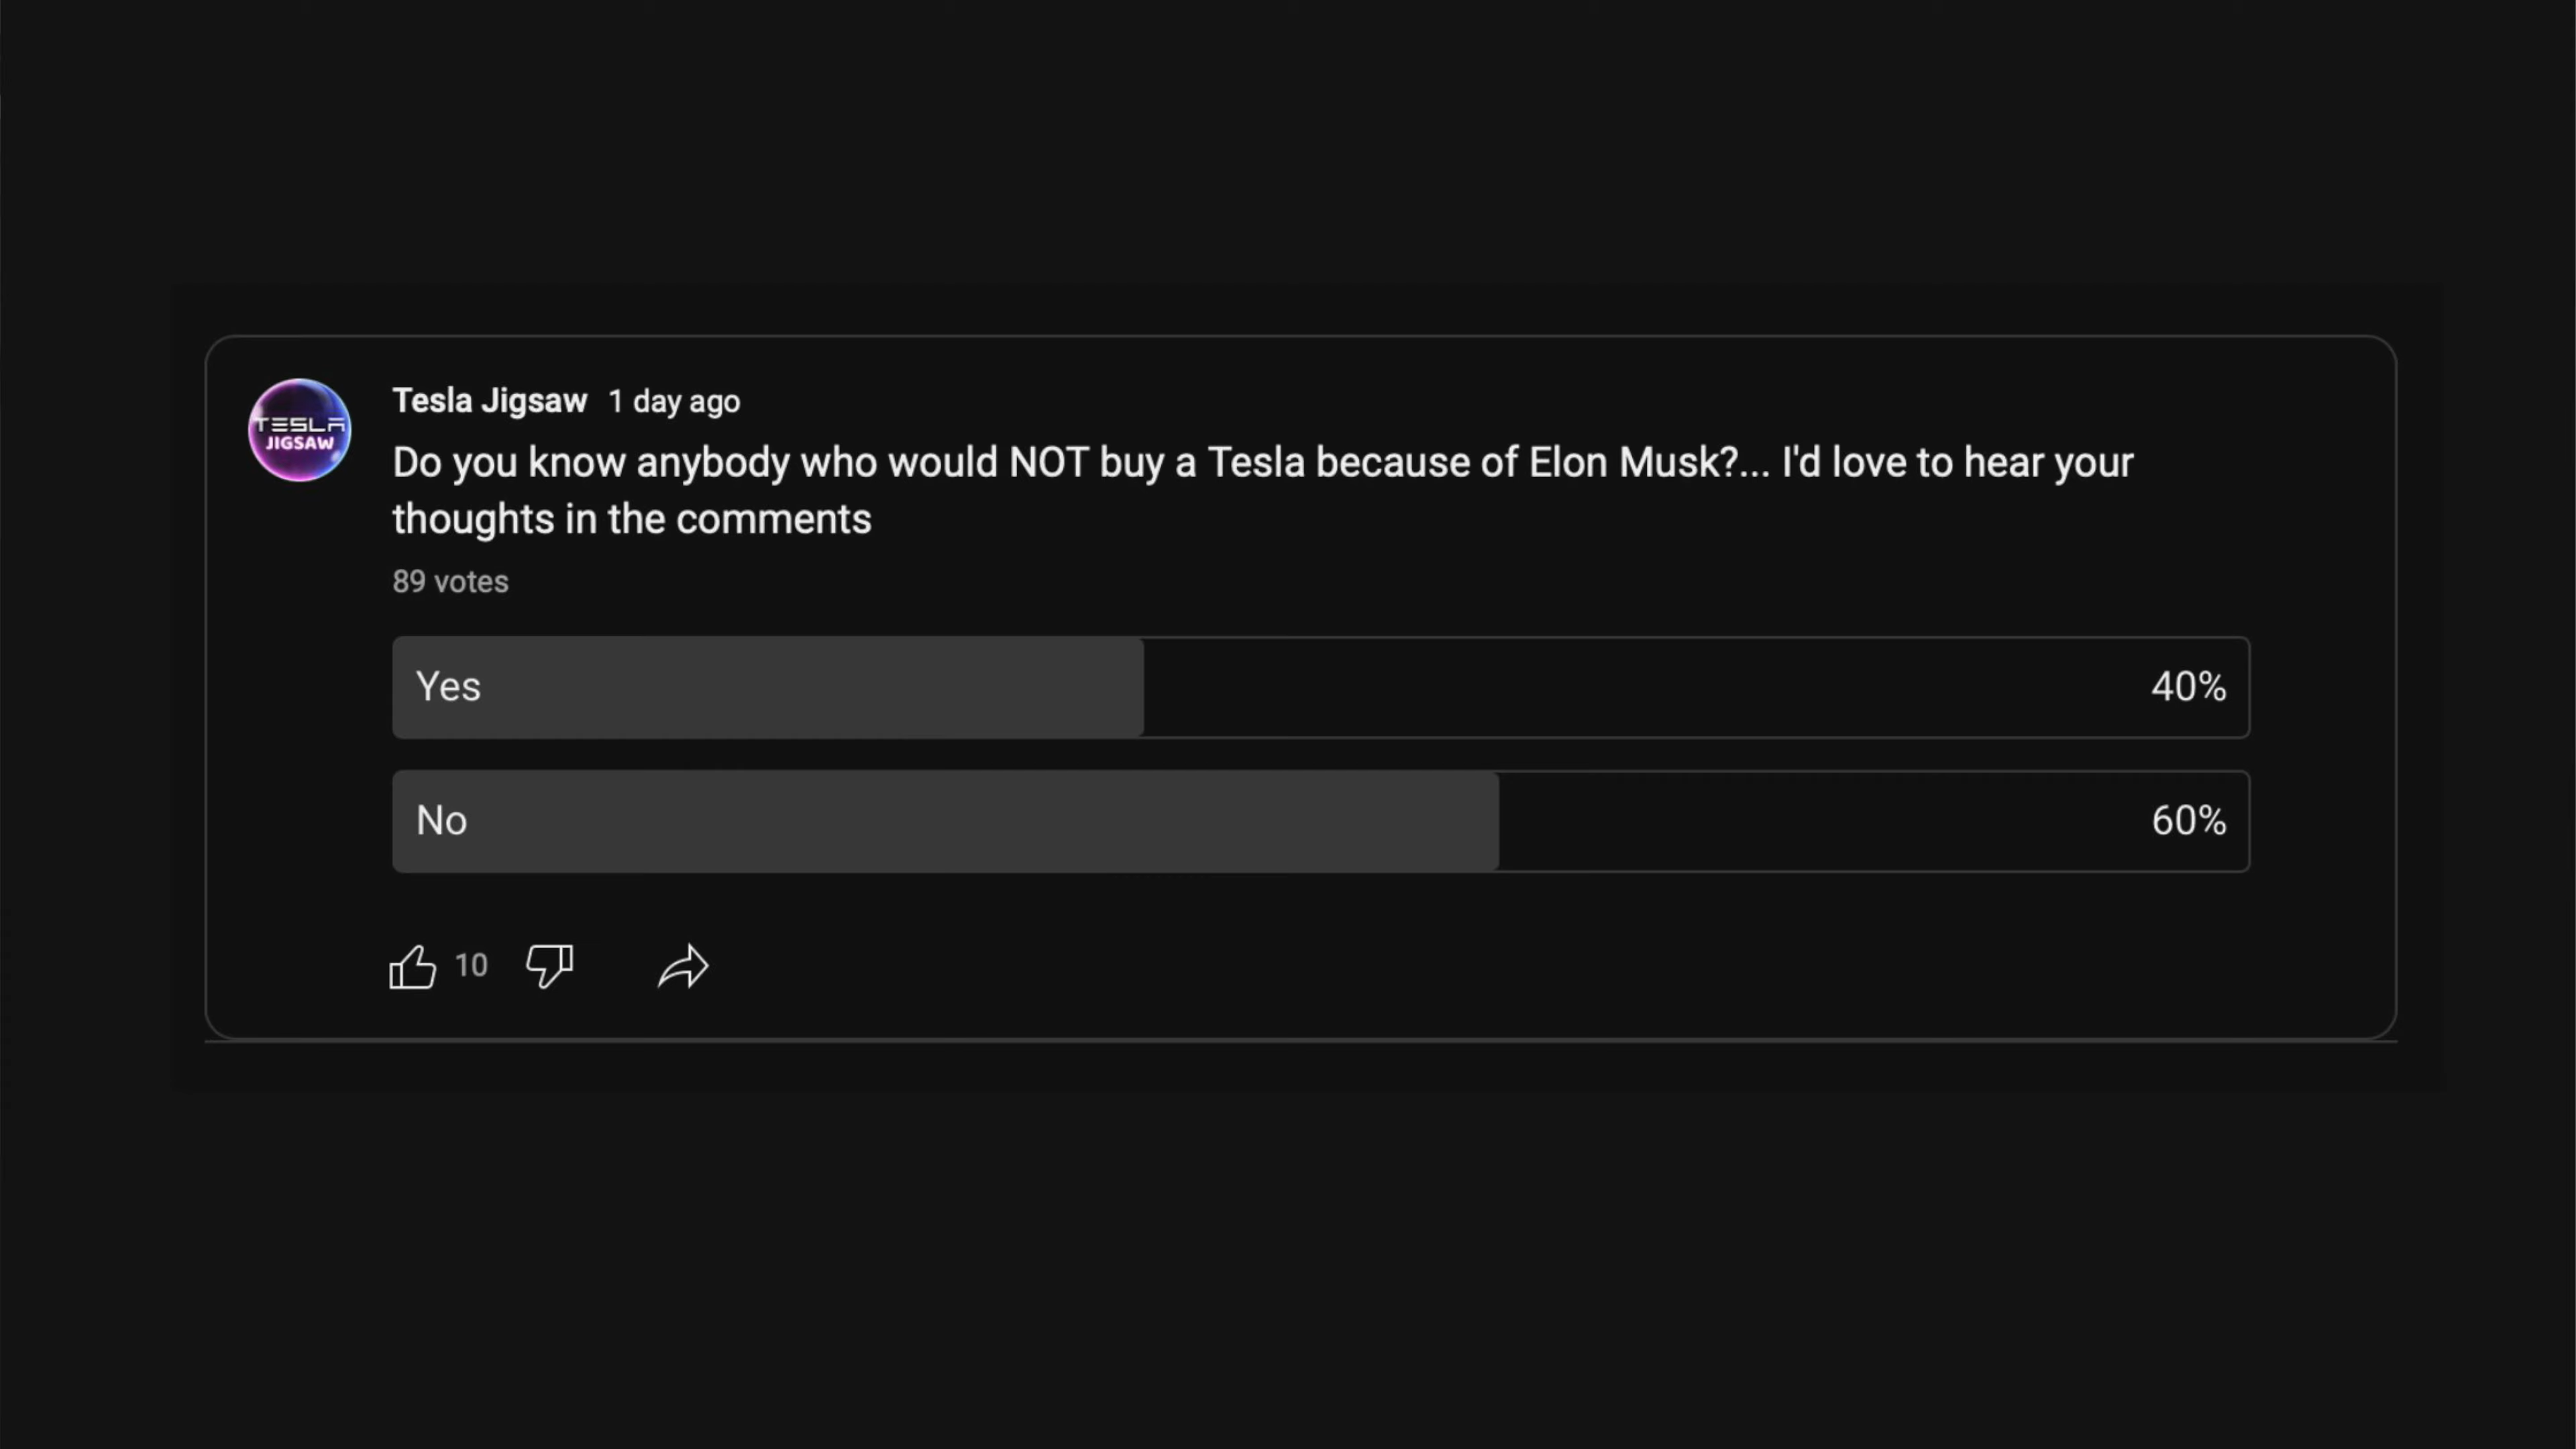 TESLA
JIGSAW
Tesla Jigsaw 1 day ago
Do you know anybody who would NOT buy a Tesla because of Elon Musk?... I'd love to hear your
thoughts in the comments
89 votes
Yes 40%
No 60%
10